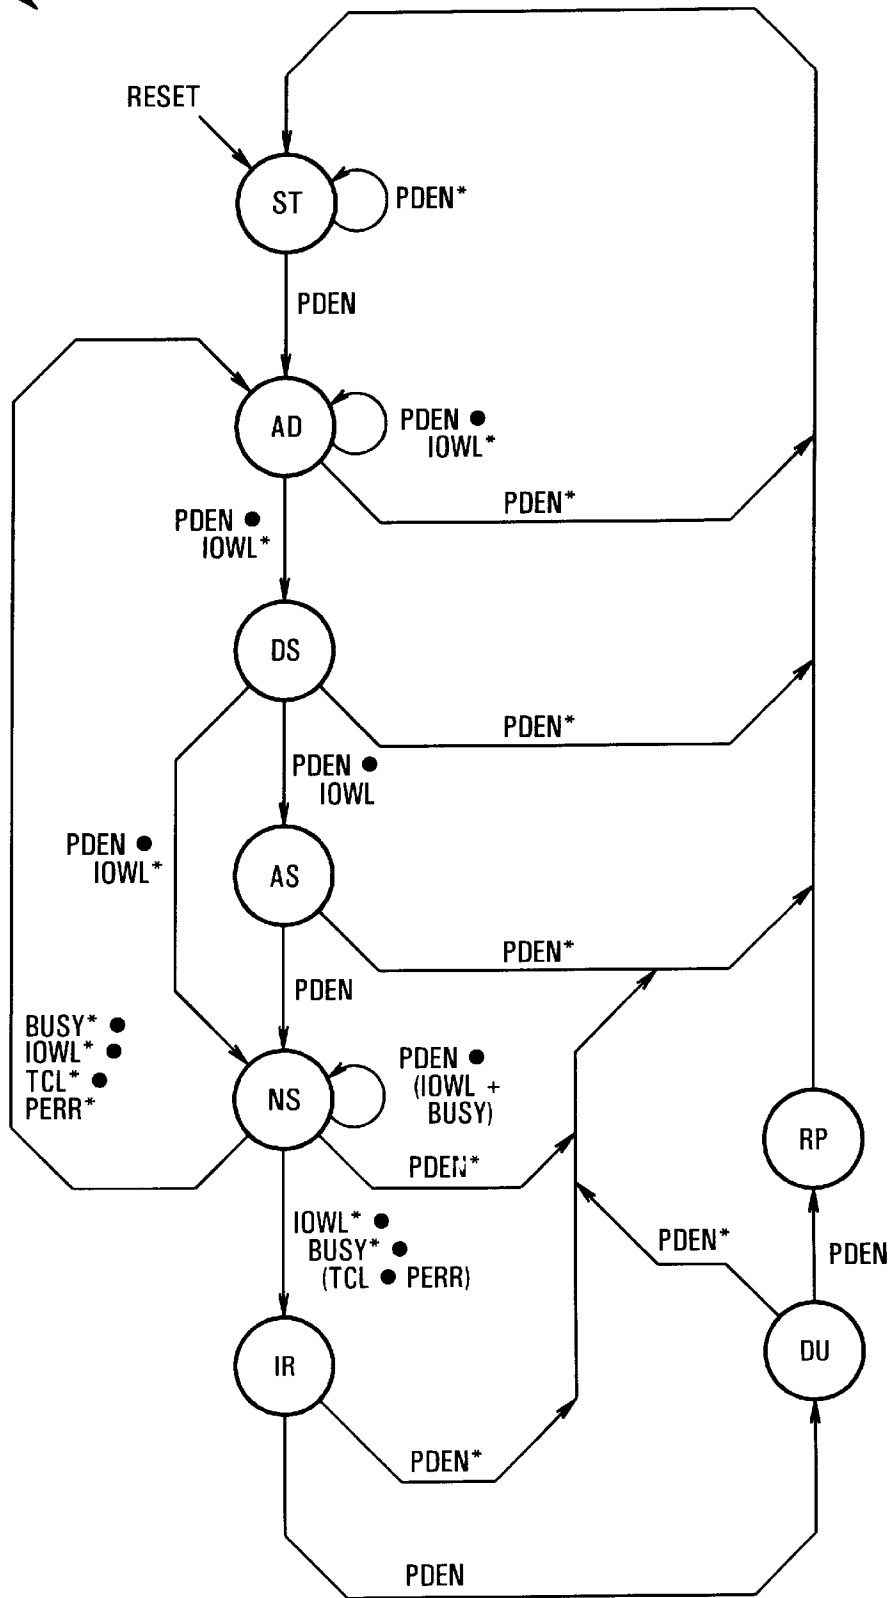 RESET
ST
PDEN*
PDEN
AD
PDEN ●
IOWL*
PDEN*
PDEN ●
IOWL*
DS
PDEN*
PDEN ●
IOWL
PDEN ●
IOWL*
AS
PDEN*
PDEN
BUSY* ●
IOWL* ●
TCL* ●
PERR*
NS
PDEN ●
(IOWL +
BUSY)
PDEN*
RP
IOWL* ●
BUSY* ●
(TCL ● PERR)
PDEN*
PDEN
DU
IR
PDEN*
PDEN